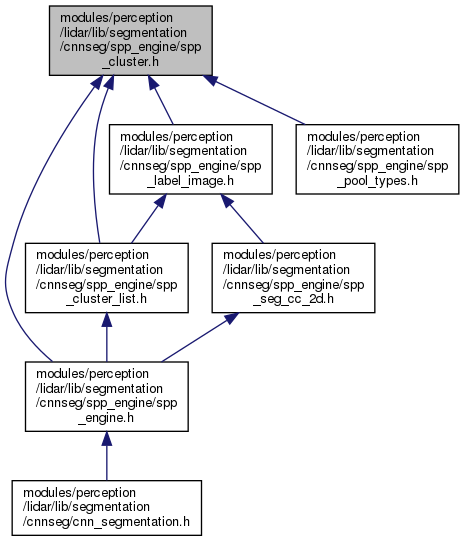 modules/perception
/lidar/lib/segmentation
/cnnseg/spp_engine/spp
_cluster.h
modules/perception
/lidar/lib/segmentation
/cnnseg/spp_engine/spp
_label_image.h
modules/perception
/lidar/lib/segmentation
/cnnseg/spp_engine/spp
_pool_types.h
modules/perception
/lidar/lib/segmentation
/cnnseg/spp_engine/spp
_cluster_list.h
modules/perception
/lidar/lib/segmentation
/cnnseg/spp_engine/spp
_seg_cc_2d.h
modules/perception
/lidar/lib/segmentation
/cnnseg/spp_engine/spp
_engine.h
modules/perception
/lidar/lib/segmentation
/cnnseg/cnn_segmentation.h